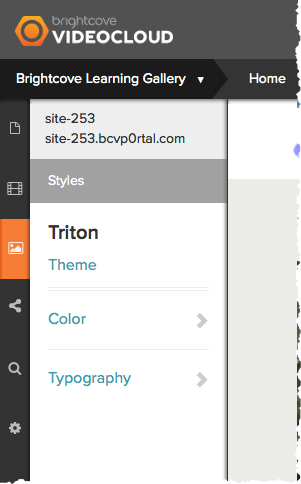 brightcove
VIDEOCLOUD
Brightcove Learning Gallery ▼ Home
site-253
site-253.bcvp0rtal.com
Styles
Triton
Theme
Color
Typography